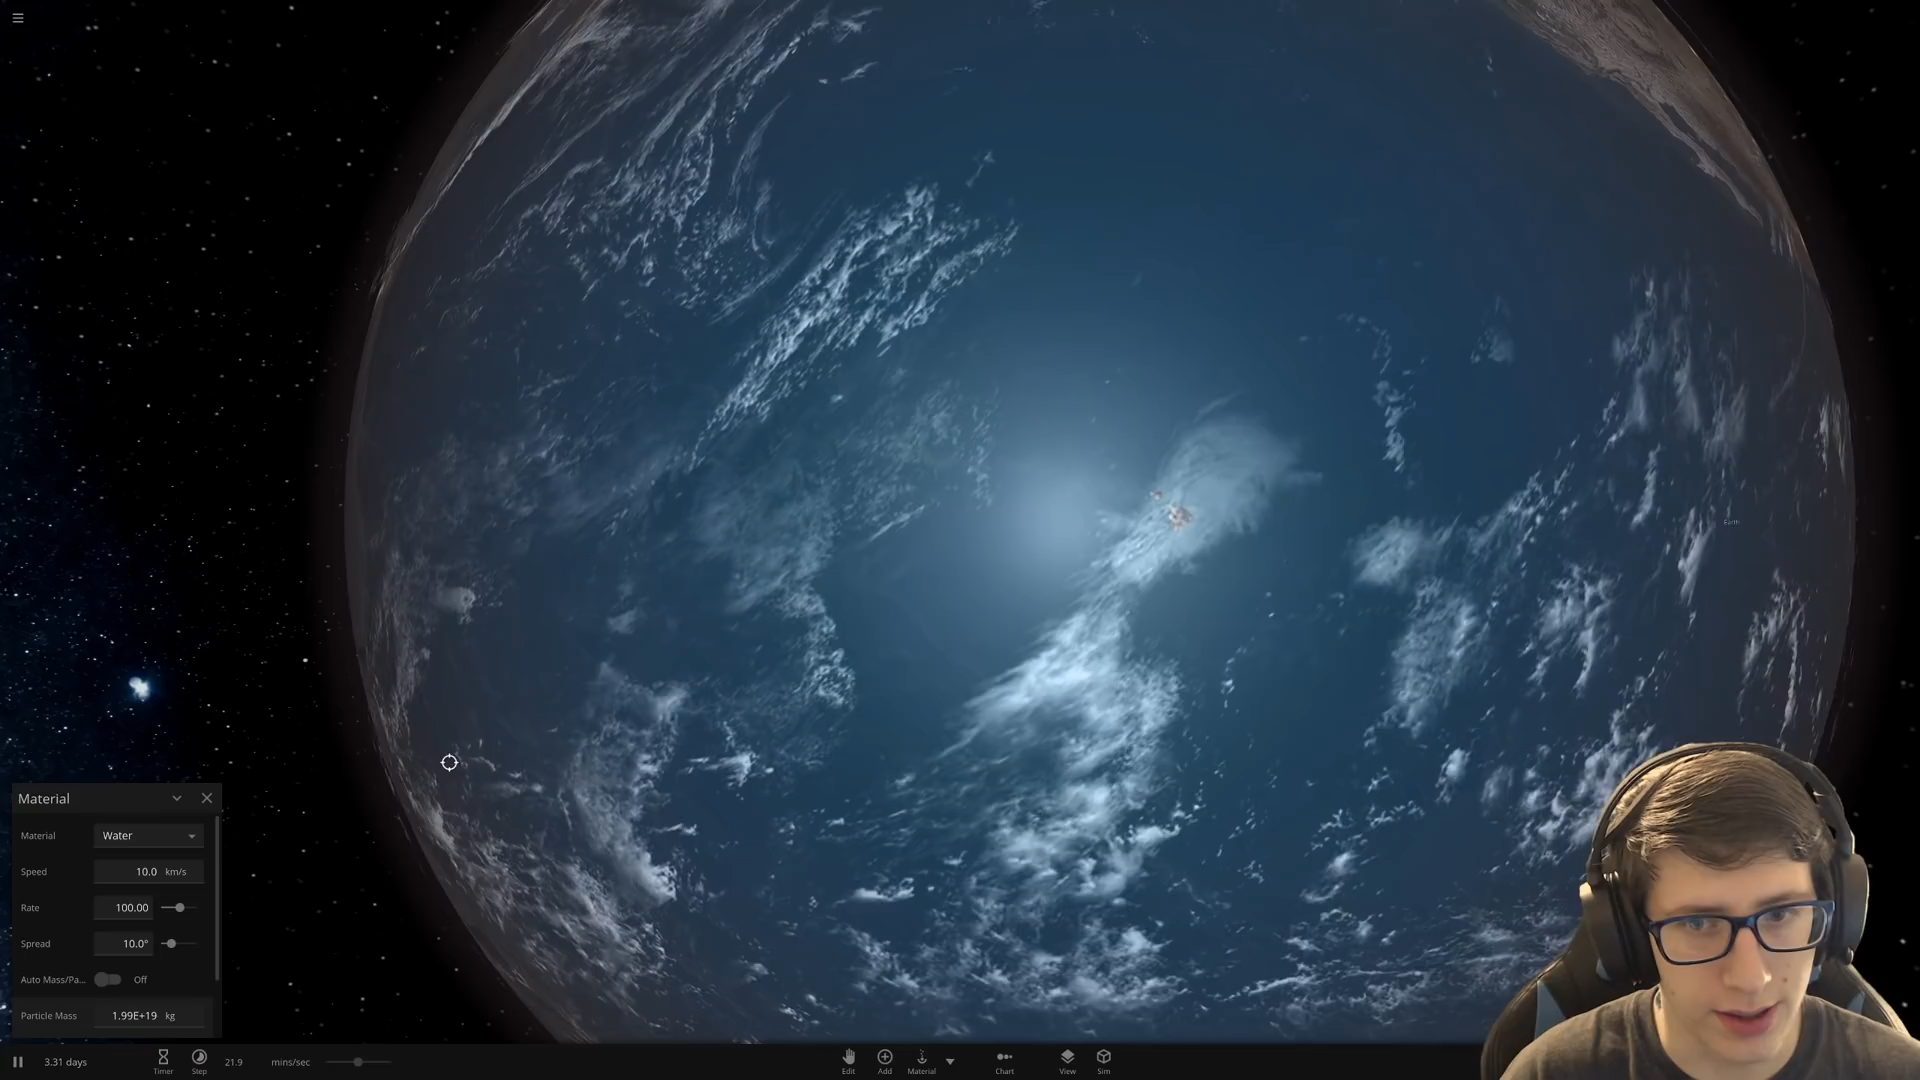 Earth
Material
Material Water
Speed 10.0 km/s
Rate 100.00
Spread 10.0°
Auto Mass/Pa... Off
Particle Mass 1.99E+19 kg
3.31 days
Timer
Step
21.9 mins/sec
Edit
Add
Material
Chart
View
Sim